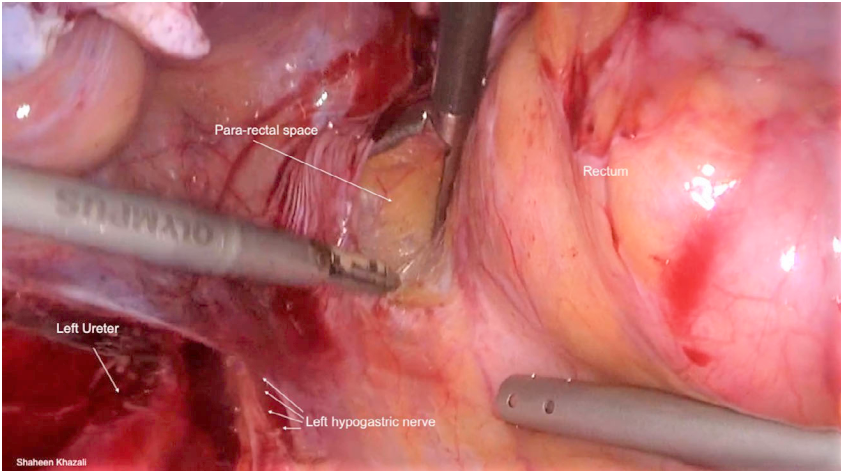 Para-rectal space
Rectum
OLYMPUS
Left Ureter
Left hypogastric nerve
Shaheen Khazali